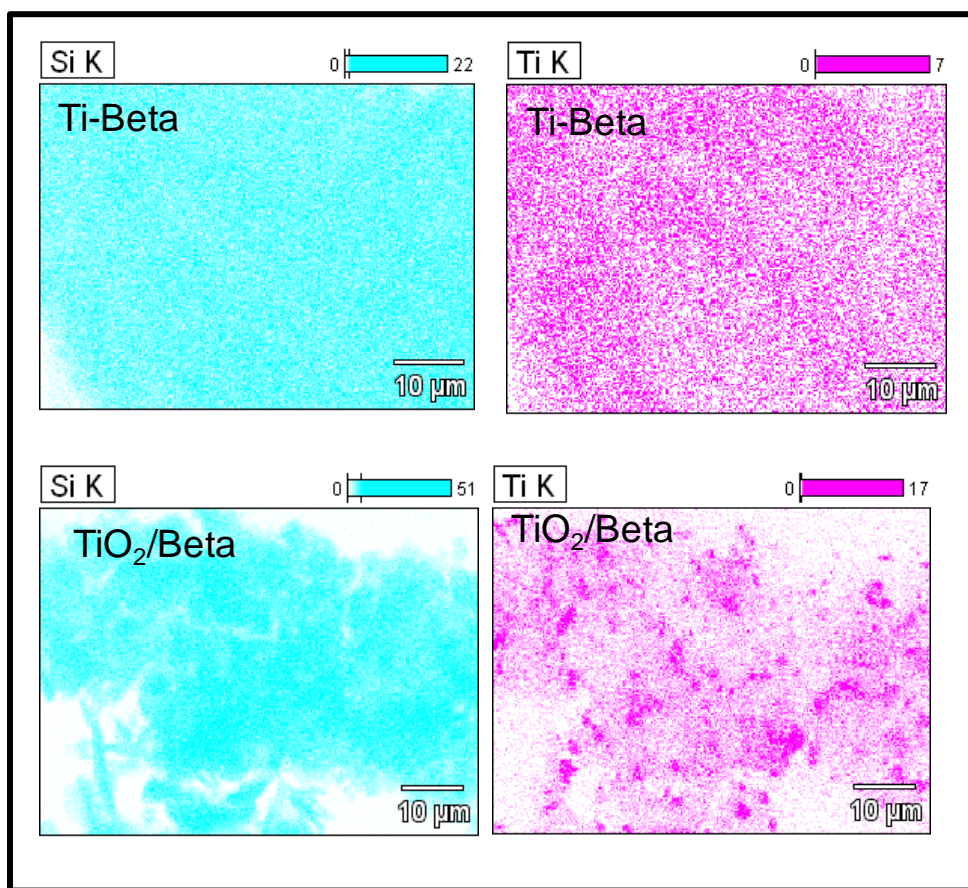 Si K 0 22
Ti-Beta
10 µm
Ti K 0 7
Ti-Beta
10 µm
Si K 0 51
TiO₂/Beta
10 µm
Ti K 0 17
TiO₂/Beta
10 µm